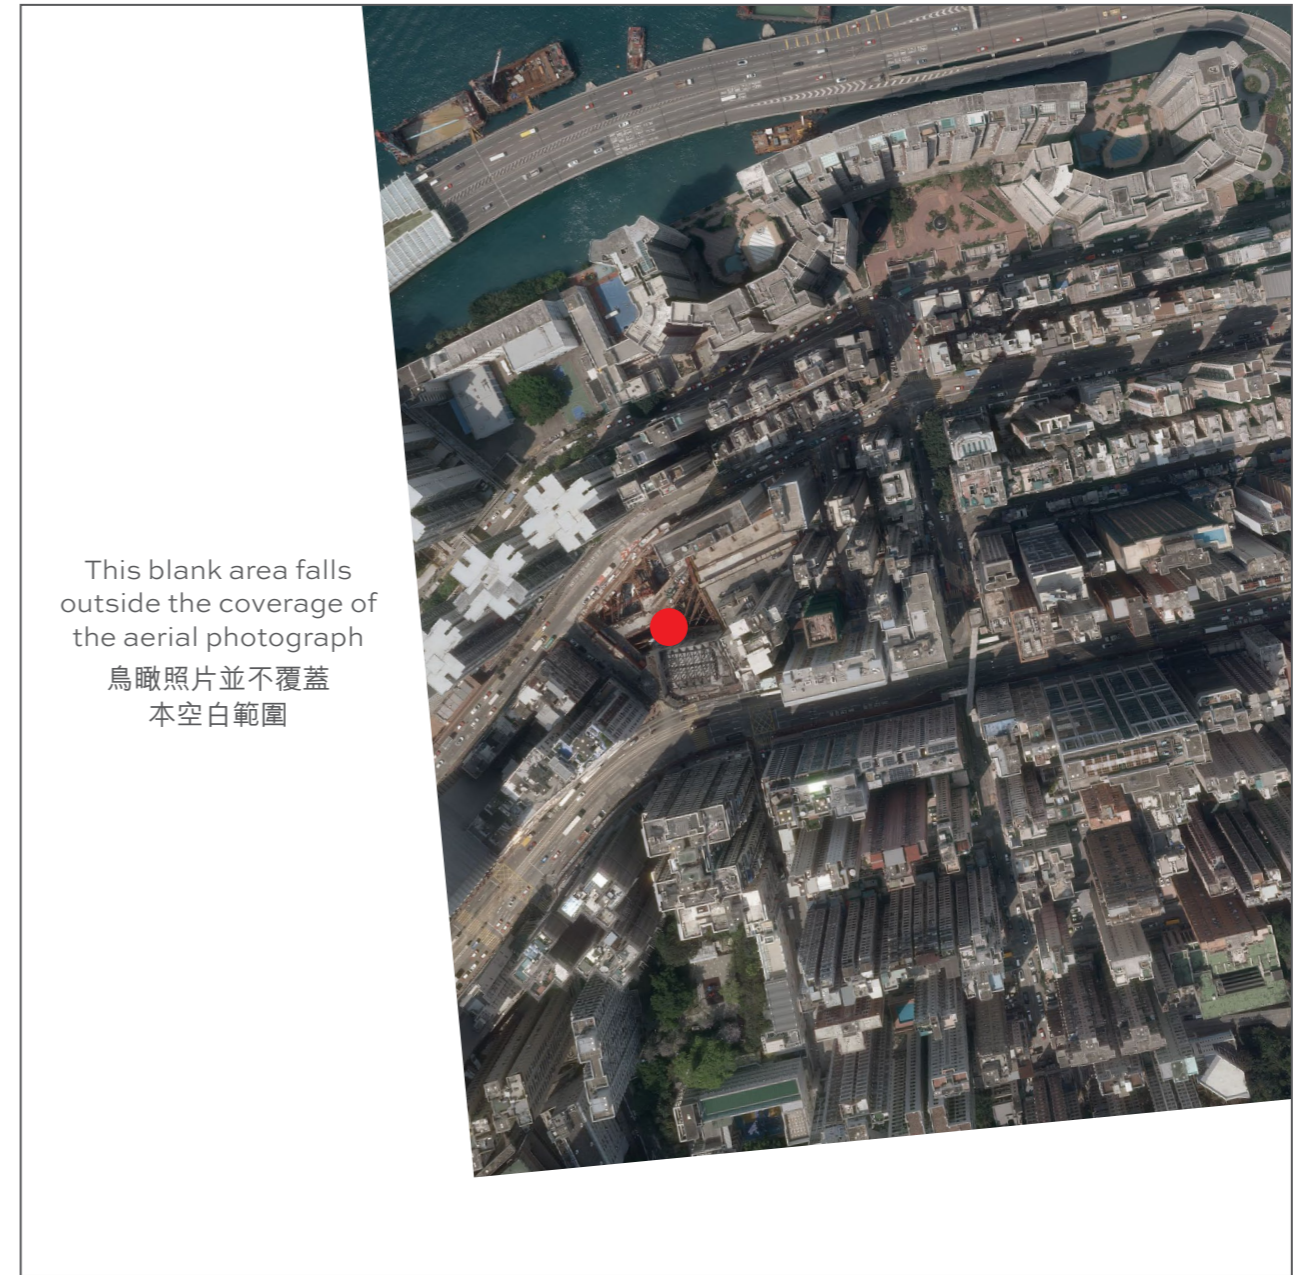 This blank area falls
outside the coverage of
the aerial photograph
鳥瞰照片並不覆蓋
本空白範圍